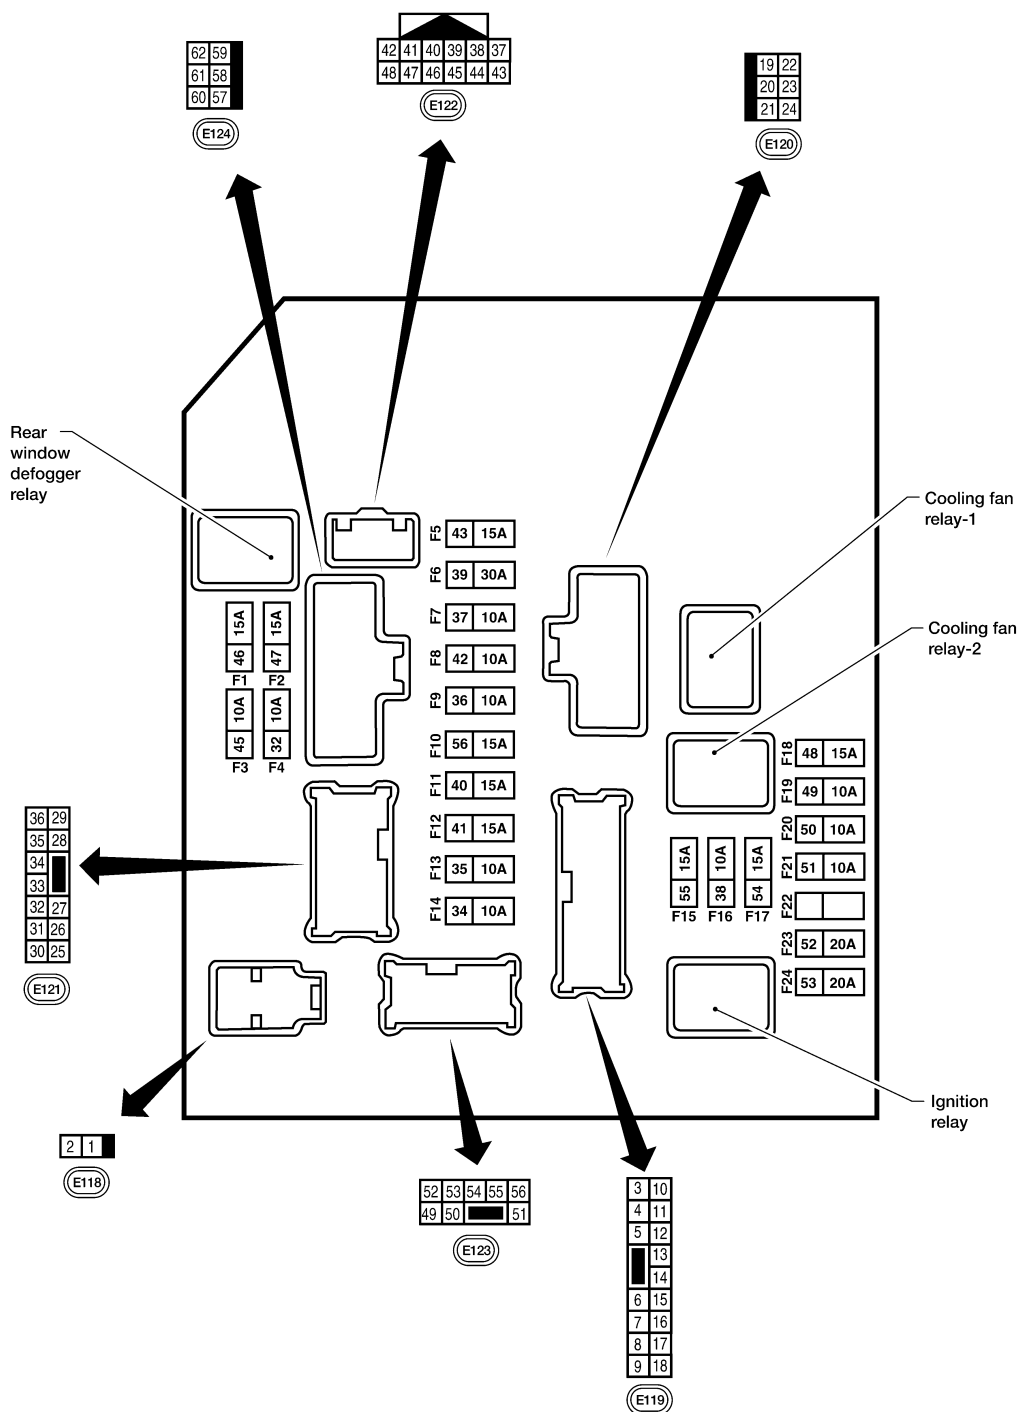 42 41 40 39 38 37
48 47 46 45 44 43
E122
62 59
61 58
60 57
E124
19 22
20 23
21 24
E120
Rear
window
defogger
relay
Cooling fan
relay-1
Cooling fan
relay-2
F5 43 15A
F6 39 30A
F7 37 10A
F8 42 10A
F9 36 10A
F10 56 15A
F11 40 15A
F12 41 15A
F13 35 10A
F14 34 10A
15A 46 F1
15A 47 F2
10A 45 F3
10A 32 F4
15A 55 F15
10A 38 F16
15A 54 F17
F18 48 15A
F19 49 10A
F20 50 10A
F21 51 10A
F22
F23 52 20A
F24 53 20A
36 29
35 28
34
33
32 27
31 26
30 25
E121
Ignition
relay
2 1
E118
52 53 54 55 56
49 50 51
E123
3 10
4 11
5 12
13
14
6 15
7 16
8 17
9 18
E119